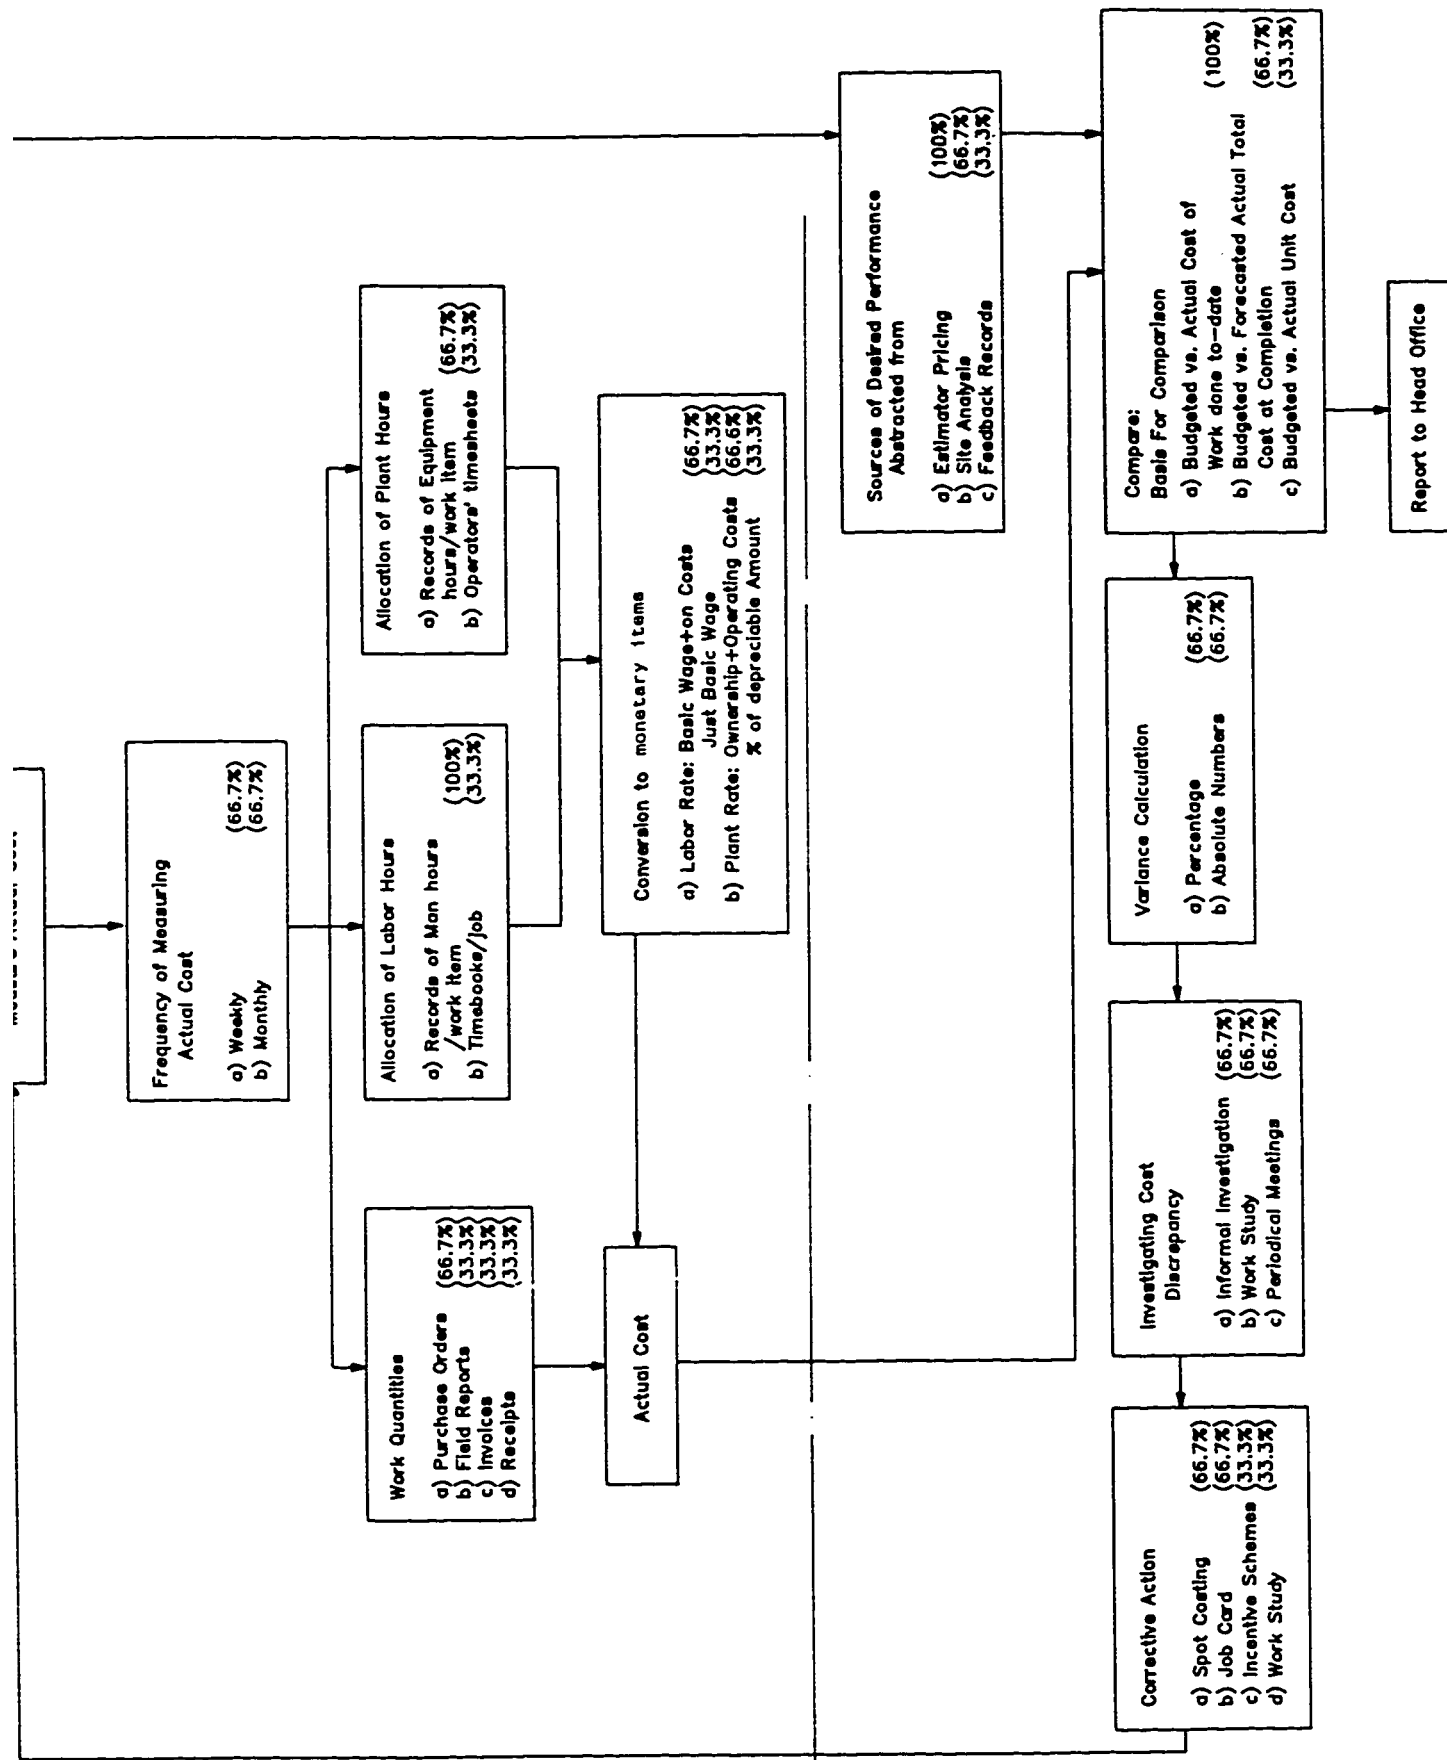 Frequency of Measuring
Actual Cost
a) Weekly (66.7%)
b) Monthly (66.7%)
Work Quantities
a) Purchase Orders (66.7%)
b) Field Reports (33.3%)
c) Invoices (33.3%)
d) Receipts (33.3%)
Allocation of Labor Hours
a) Records of Man hours (100%)
/work item (33.3%)
b) Timebooks/job
Allocation of Plant Hours
a) Records of Equipment
hours/work item (66.7%)
b) Operators' timesheets (33.3%)
Conversion to monetary items
a) Labor Rate: Basic Wage+on Costs (66.7%)
Just Basic Wage (33.3%)
b) Plant Rate: Ownership+Operating Costs (66.6%)
% of depreciable Amount (33.3%)
Actual Cost
Sources of Desired Performance
Abstracted from
a) Estimator Pricing (100%)
b) Site Analysis (66.7%)
c) Feedback Records (33.3%)
Compare:
Basis For Comparison
a) Budgeted vs. Actual Cost of
Work done to-date (100%)
b) Budgeted vs. Forecasted Actual Total
Cost at Completion (66.7%)
c) Budgeted vs. Actual Unit Cost (33.3%)
Variance Calculation
a) Percentage (66.7%)
b) Absolute Numbers (66.7%)
Investigating Cost
Discrepancy
a) Informal Investigation (66.7%)
b) Work Study (66.7%)
c) Periodical Meetings (66.7%)
Corrective Action
a) Spot Costing (66.7%)
b) Job Card (66.7%)
c) Incentive Schemes (33.3%)
d) Work Study (33.3%)
Report to Head Office